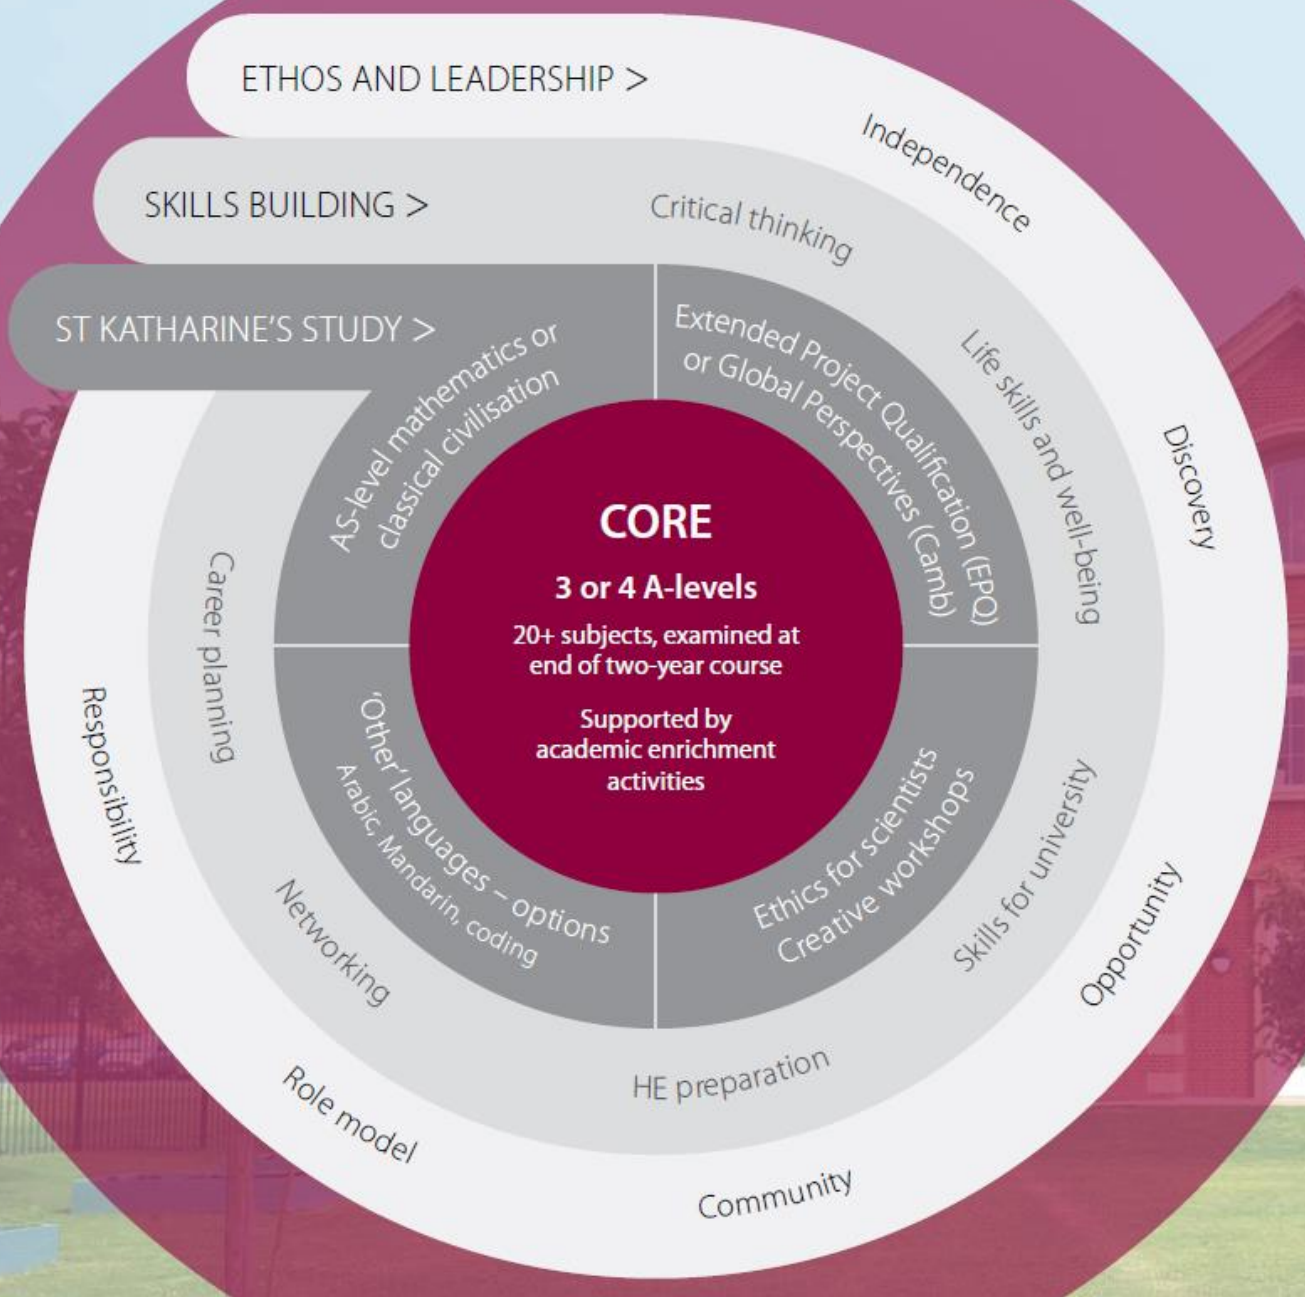 ETHOS AND LEADERSHIP >
Independence
Discovery
Opportunity
Community
Role model
Responsibility
SKILLS BUILDING >
Critical thinking
Life skills and well-being
Skills for university
HE preparation
Networking
Career planning
ST KATHARINE’S STUDY >
AS-level mathematics or
classical civilisation
Extended Project Qualification (EPQ)
or Global Perspectives (Camb)
Ethics for scientists
Creative workshops
‘Other’ languages – options
Arabic, Mandarin, coding
CORE
3 or 4 A-levels
20+ subjects, examined at
end of two-year course
Supported by
academic enrichment
activities